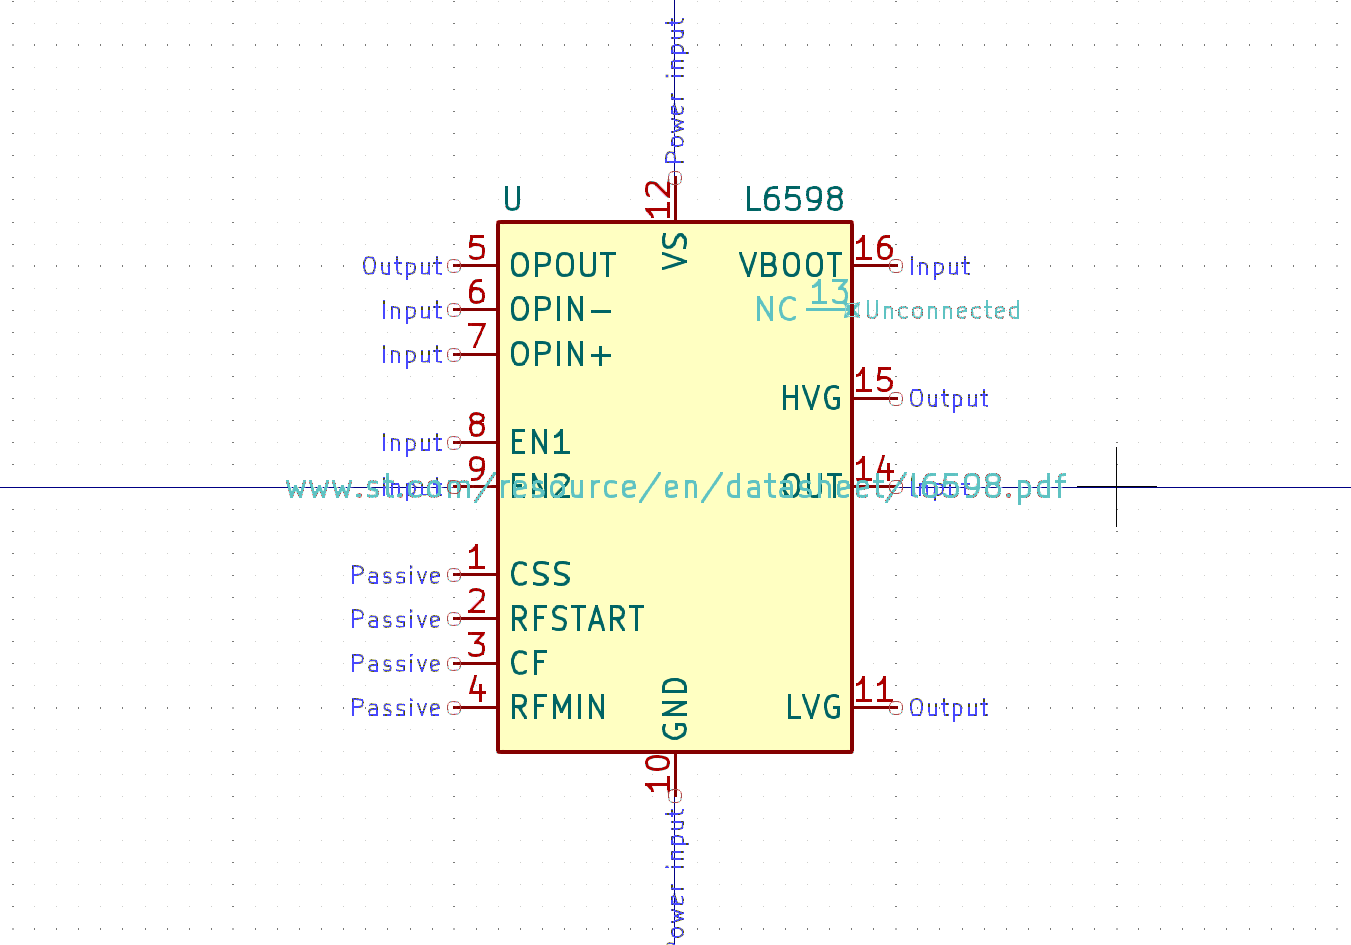 Power input
U
L6598
12
VS
Output
5
OPOUT
VBOOT
16
Input
Input
6
OPIN-
NC
13
Unconnected
Input
7
OPIN+
HVG
15
Output
Input
8
EN1
Input
9
EN2
www.st.com/resource/en/datasheet/l6598.pdf
OUT
14
Input
Passive
1
CSS
Passive
2
RFSTART
Passive
3
CF
Passive
4
RFMIN
GND
LVG
11
Output
10
Power input